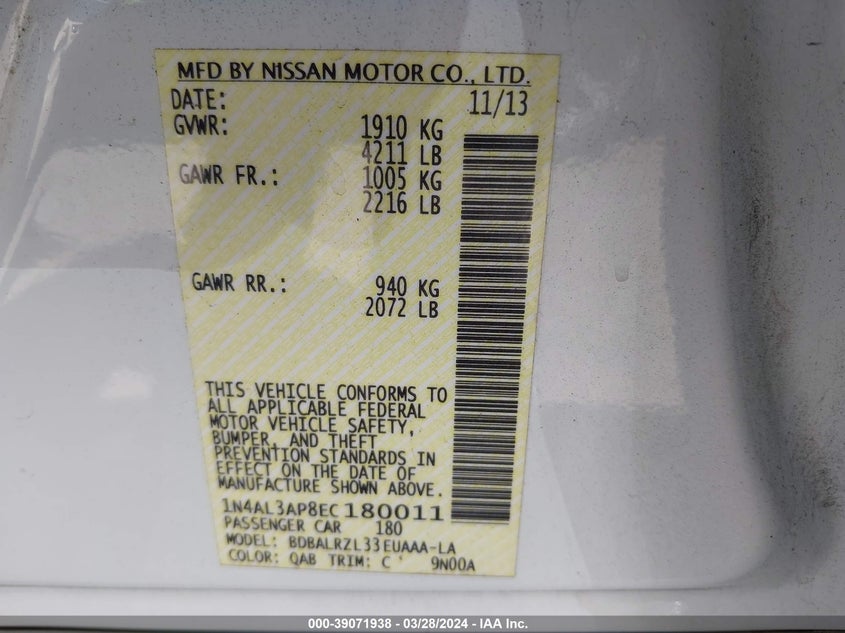 MFD BY NISSAN MOTOR CO., LTD.
DATE: 11/13
GVWR: 1910 KG
4211 LB
GAWR FR.: 1005 KG
2216 LB
GAWR RR.: 940 KG
2072 LB
THIS VEHICLE CONFORMS TO
ALL APPLICABLE FEDERAL
MOTOR VEHICLE SAFETY,
BUMPER, AND THEFT
PREVENTION STANDARDS IN
EFFECT ON THE DATE OF
MANUFACTURE SHOWN ABOVE.
1N4AL3AP8EC180011
PASSENGER CAR 180
MODEL: BDBALRZL33EUAAA-LA
COLOR: QAB TRIM: C 9N00A
000-39071938 - 03/28/2024 - IAA Inc.